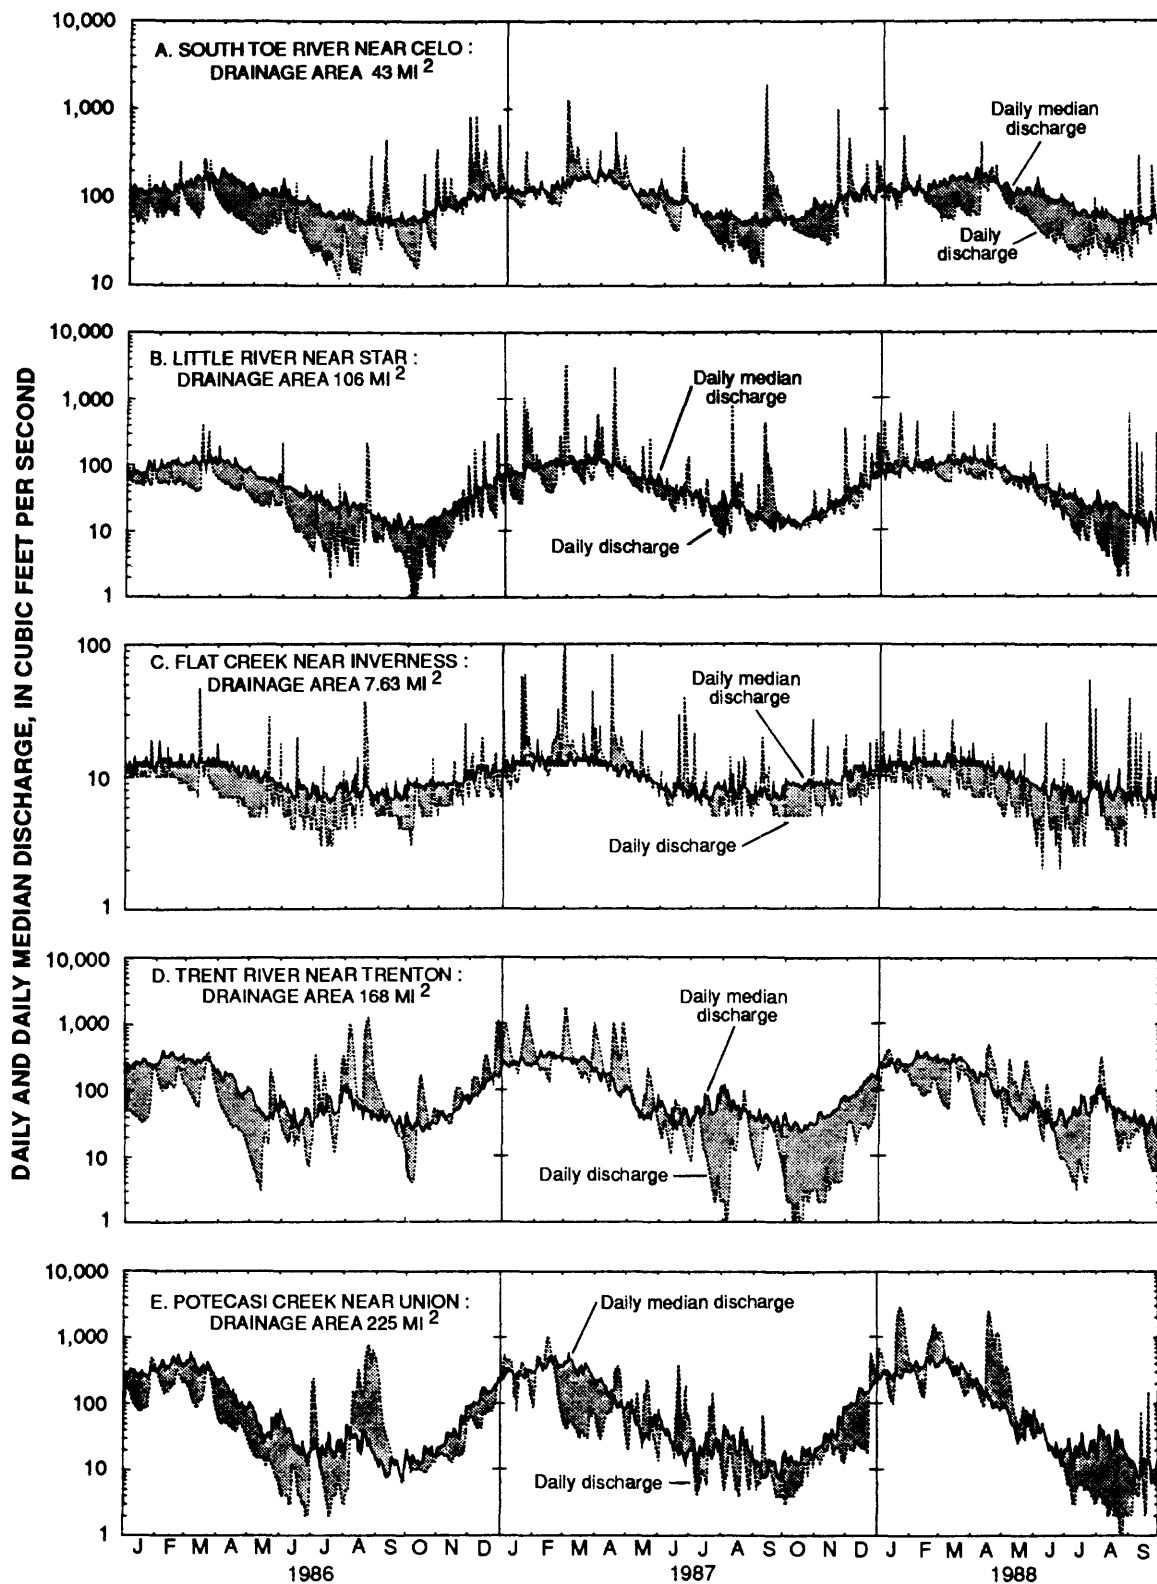 DAILY AND DAILY MEDIAN DISCHARGE, IN CUBIC FEET PER SECOND
10,000
1,000
100
10
A. SOUTH TOE RIVER NEAR CELO :
DRAINAGE AREA 43 MI 2
Daily median
discharge
Daily
discharge
10,000
1,000
100
10
1
B. LITTLE RIVER NEAR STAR :
DRAINAGE AREA 106 MI 2
Daily median
discharge
Daily discharge
100
10
1
C. FLAT CREEK NEAR INVERNESS :
DRAINAGE AREA 7.63 MI 2
Daily median
discharge
Daily discharge
10,000
1,000
100
10
1
D. TRENT RIVER NEAR TRENTON :
DRAINAGE AREA 168 MI 2
Daily median
discharge
Daily discharge
10,000
1,000
100
10
1
E. POTECASI CREEK NEAR UNION :
DRAINAGE AREA 225 MI 2
Daily median discharge
Daily discharge
J F M A M J J A S O N D J F M A M J J A S O N D J F M A M J J A S
1986 1987 1988